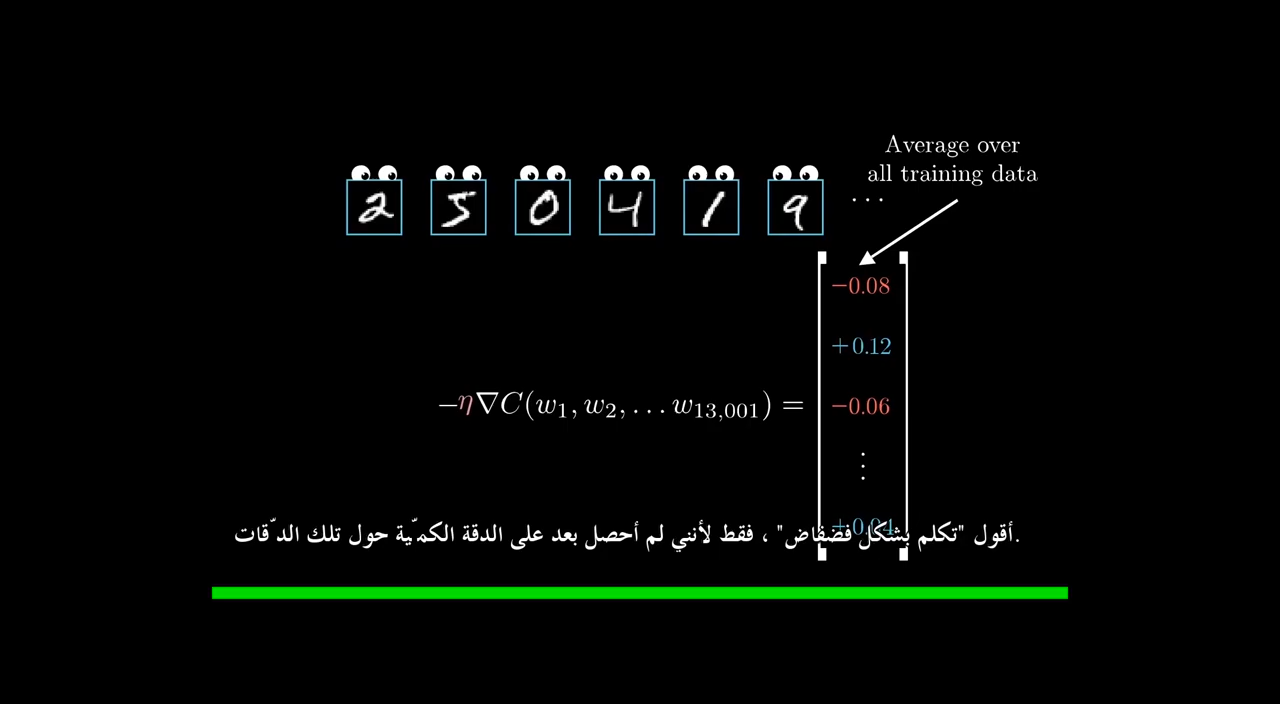 Average over
all training data
2 5 0 4 1 9 ...
−0.08
+0.12
−η∇C(w₁, w₂, … w₁₃,₀₀₁) = −0.06
⋮
+0.04
أقول "تكلم بشكل فضفاض" ، فقط لأنني لم أحصل بعد على الدقة الكمّية حول تلك الدّقات.